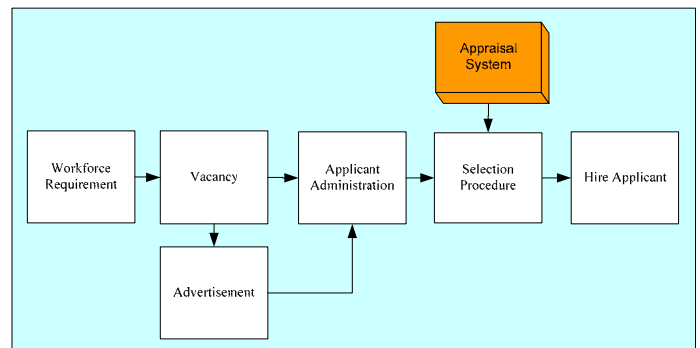 Appraisal
System
Workforce
Requirement
Vacancy
Applicant
Administration
Selection
Procedure
Hire Applicant
Advertisement